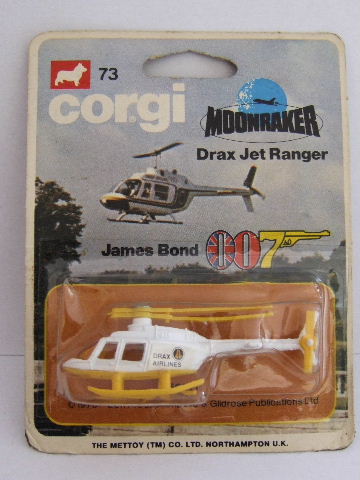 73
corgi
MOONRAKER
Drax Jet Ranger
James Bond 007
DRAX
AIRLINES
Glidrose Publications Ltd
THE METTOY (TM) CO. LTD. NORTHAMPTON U.K.